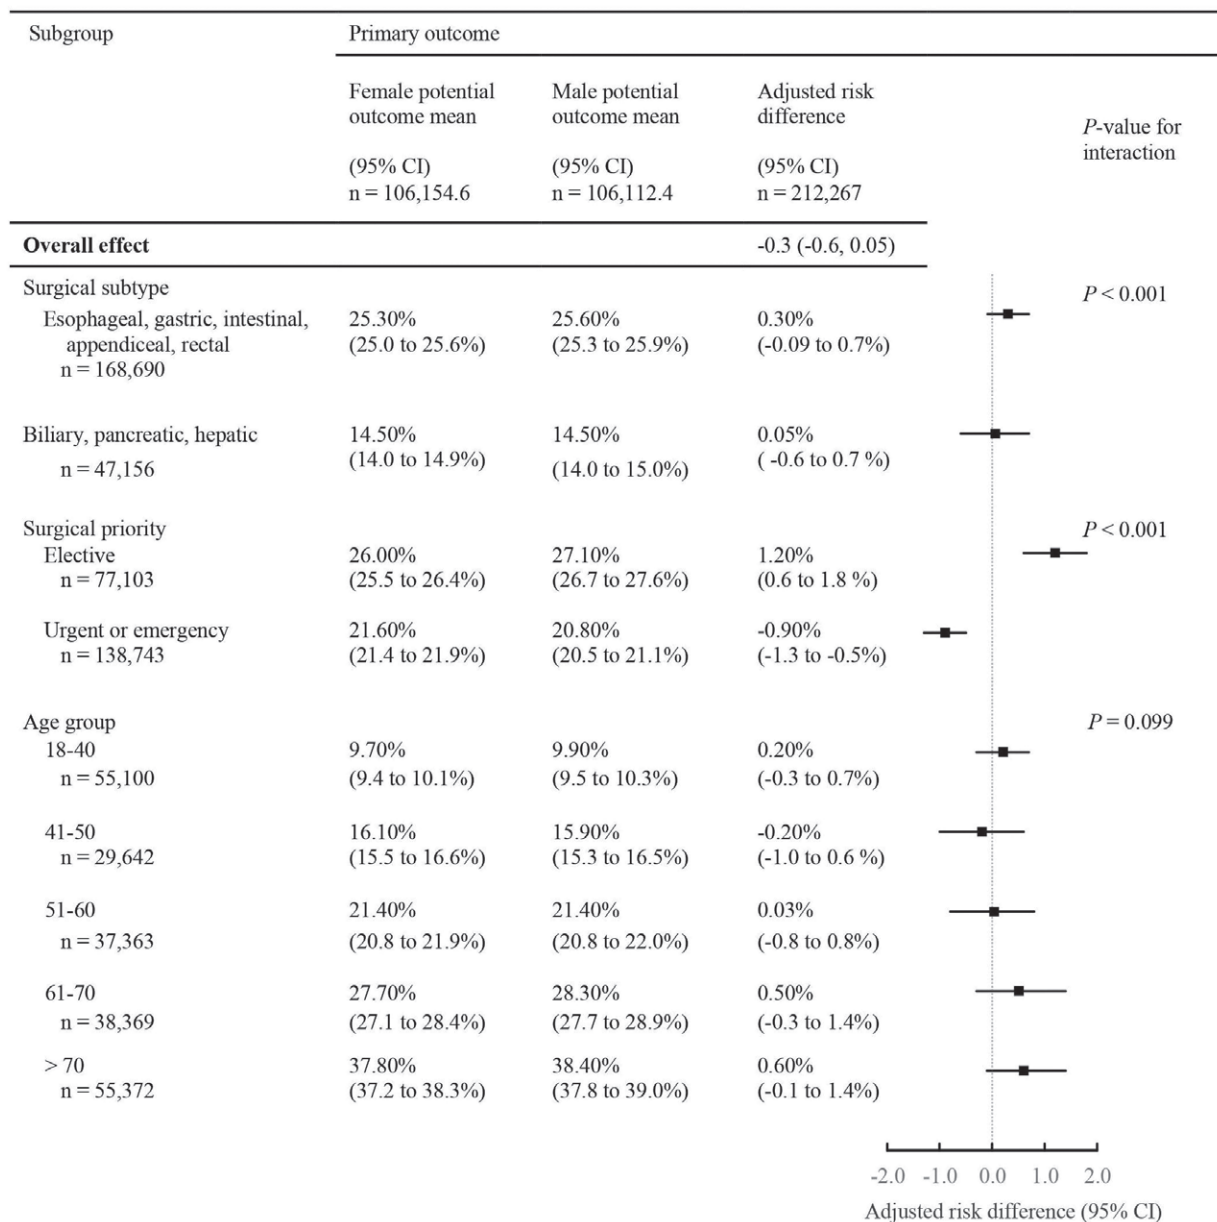 Subgroup Primary outcome
Female potential outcome mean (95% CI) n = 106,154.6
Male potential outcome mean (95% CI) n = 106,112.4
Adjusted risk difference (95% CI) n = 212,267
P-value for interaction
Overall effect -0.3 (-0.6, 0.05)
Surgical subtype P < 0.001
Esophageal, gastric, intestinal, 25.30% 25.60% 0.30%
appendiceal, rectal (25.0 to 25.6%) (25.3 to 25.9%) (-0.09 to 0.7%)
n = 168,690
Biliary, pancreatic, hepatic 14.50% 14.50% 0.05%
n = 47,156 (14.0 to 14.9%) (14.0 to 15.0%) ( -0.6 to 0.7 %)
Surgical priority P < 0.001
Elective 26.00% 27.10% 1.20%
n = 77,103 (25.5 to 26.4%) (26.7 to 27.6%) (0.6 to 1.8 %)
Urgent or emergency 21.60% 20.80% -0.90%
n = 138,743 (21.4 to 21.9%) (20.5 to 21.1%) (-1.3 to -0.5%)
Age group P = 0.099
18-40 9.70% 9.90% 0.20%
n = 55,100 (9.4 to 10.1%) (9.5 to 10.3%) (-0.3 to 0.7%)
41-50 16.10% 15.90% -0.20%
n = 29,642 (15.5 to 16.6%) (15.3 to 16.5%) (-1.0 to 0.6 %)
51-60 21.40% 21.40% 0.03%
n = 37,363 (20.8 to 21.9%) (20.8 to 22.0%) (-0.8 to 0.8%)
61-70 27.70% 28.30% 0.50%
n = 38,369 (27.1 to 28.4%) (27.7 to 28.9%) (-0.3 to 1.4%)
> 70 37.80% 38.40% 0.60%
n = 55,372 (37.2 to 38.3%) (37.8 to 39.0%) (-0.1 to 1.4%)
-2.0 -1.0 0.0 1.0 2.0
Adjusted risk difference (95% CI)